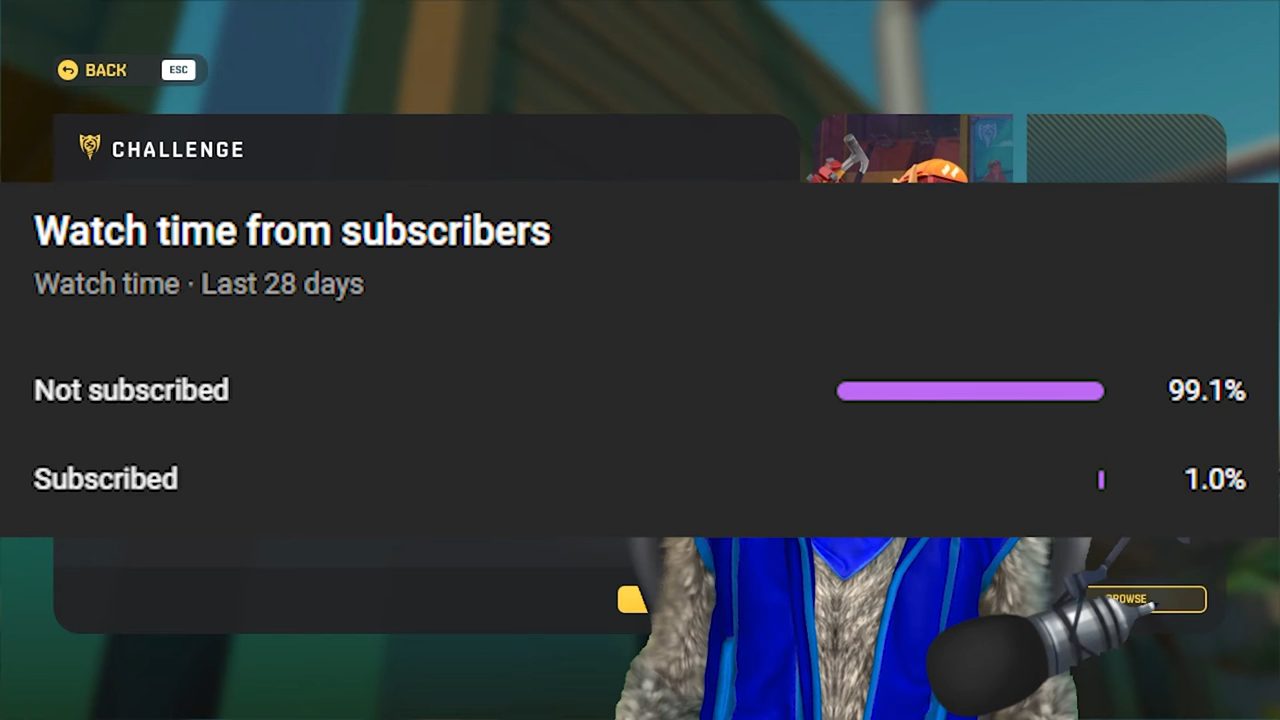 BACK ESC
CHALLENGE
Watch time from subscribers
Watch time · Last 28 days
Not subscribed 99.1%
Subscribed 1.0%
BROWSE